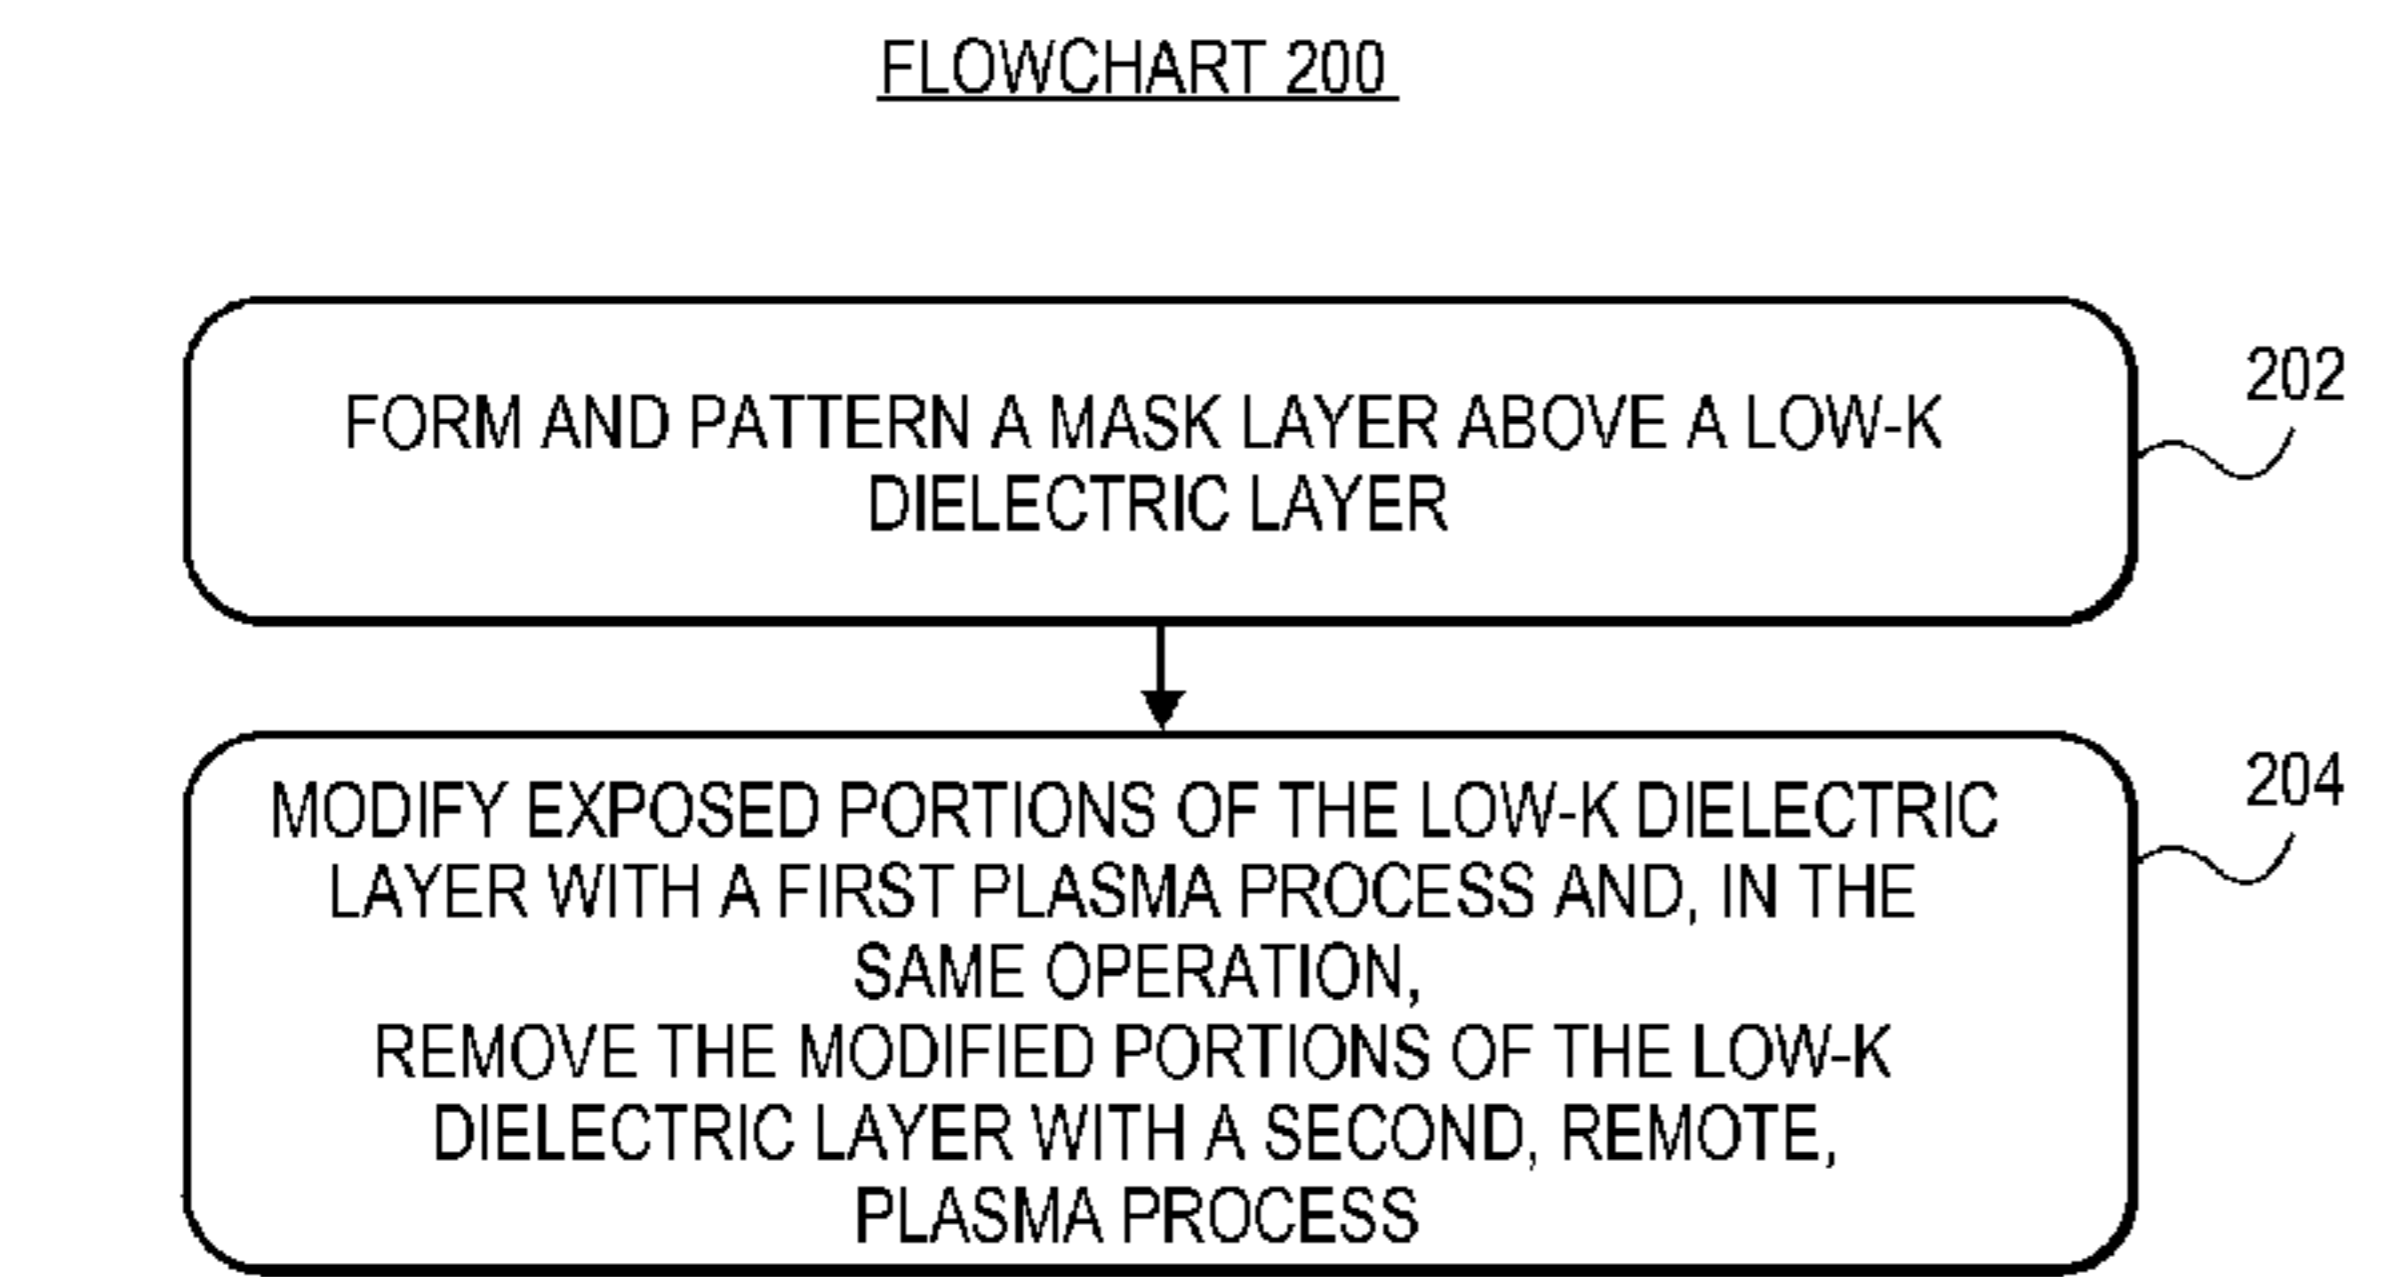 FLOWCHART 200
FORM AND PATTERN A MASK LAYER ABOVE A LOW-K
DIELECTRIC LAYER
202
MODIFY EXPOSED PORTIONS OF THE LOW-K DIELECTRIC
LAYER WITH A FIRST PLASMA PROCESS AND, IN THE
SAME OPERATION,
REMOVE THE MODIFIED PORTIONS OF THE LOW-K
DIELECTRIC LAYER WITH A SECOND, REMOTE,
PLASMA PROCESS
204